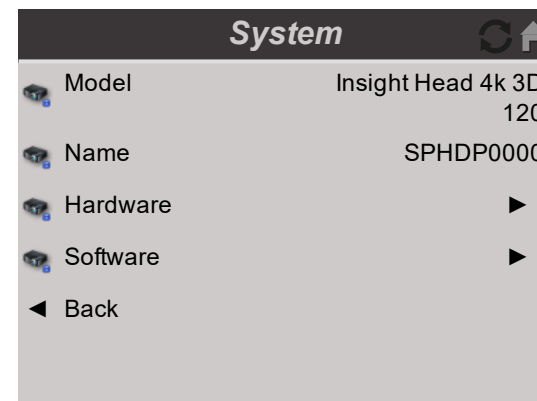 System
Model Insight Head 4k 3D
120
Name SPHDP0000
Hardware ►
Software ►
◄ Back